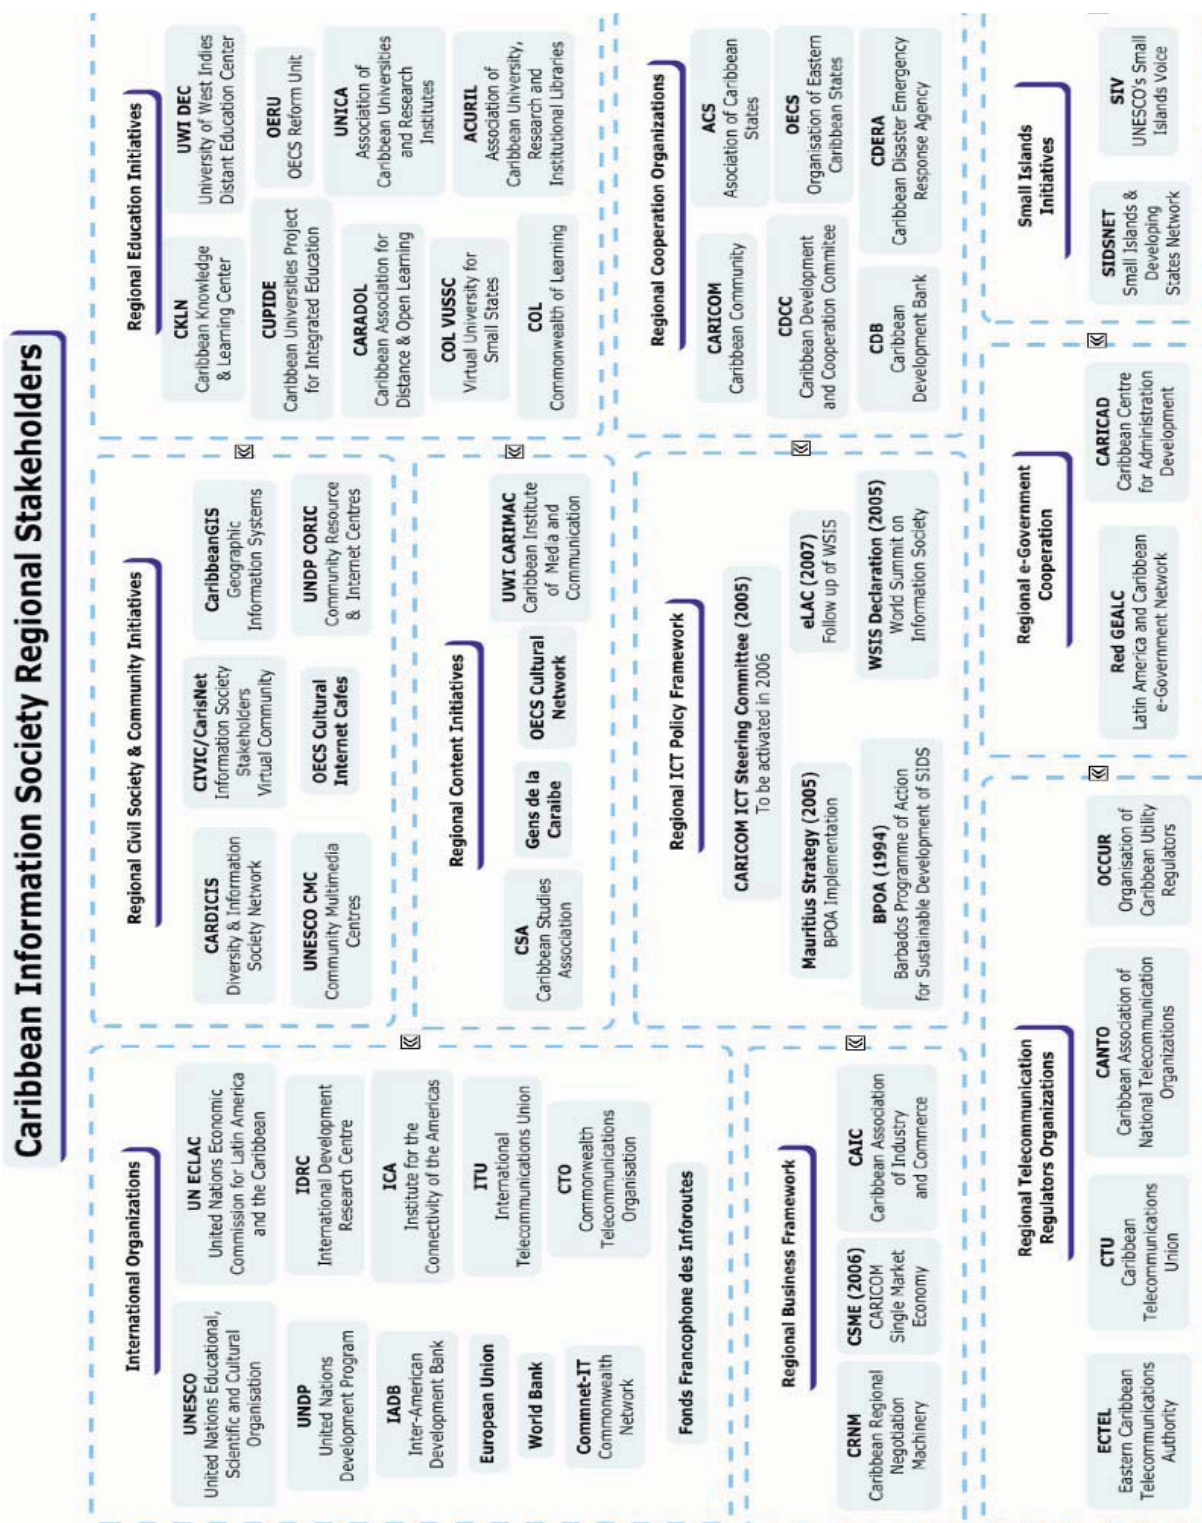 Caribbean Information Society Regional Stakeholders
International Organizations
UNESCO
United Nations Educational,
Scientific and Cultural
Organisation
UN ECLAC
United Nations Economic
Commission for Latin America
and the Caribbean
UNDP
United Nations
Development Program
IDRC
International Development
Research Centre
IADB
Inter-American
Development Bank
ICA
Institute for the
Connectivity of the Americas
European Union
ITU
International
Telecommunications Union
World Bank
Commnet-IT
Commonwealth
Network
CTO
Commonwealth
Telecommunications
Organisation
Fonds Francophone des Inforoutes
Regional Civil Society & Community Initiatives
CARDICIS
Diversity & Information
Society Network
CIVIC/CarisNet
Information Society
Stakeholders
Virtual Community
CaribbeanGIS
Geographic
Information Systems
UNESCO CMC
Community Multimedia
Centres
OECS Cultural
Internet Cafes
UNDP CORIC
Community Resource
& Internet Centres
Regional Content Initiatives
CSA
Caribbean Studies
Association
Gens de la
Caraibe
OECS Cultural
Network
UWI CARIMAC
Caribbean Institute
of Media and
Communication
Regional Education Initiatives
CKLN
Caribbean Knowledge
& Learning Center
UWI DEC
University of West Indies
Distant Education Center
CUPIDE
Caribbean Universities Project
for Integrated Education
OERU
OECS Reform Unit
CARADOL
Caribbean Association for
Distance & Open Learning
UNICA
Association of
Caribbean Universities
and Research
Institutes
COL VUSSC
Virtual University for
Small States
COL
Commonwealth of Learning
ACURIL
Association of
Caribbean University,
Research and
Institutional Libraries
Regional Business Framework
CRNM
Caribbean Regional
Negotiation
Machinery
CSME (2006)
CARICOM
Single Market
Economy
CAIC
Caribbean Association
of Industry
and Commerce
Regional ICT Policy Framework
CARICOM ICT Steering Committee (2005)
To be activated in 2006
Mauritius Strategy (2005)
BPOA Implementation
eLAC (2007)
Follow up of WSIS
BPOA (1994)
Barbados Programme of Action
for Sustainable Development of SIDS
WSIS Declaration (2005)
World Summit on
Information Society
Regional Cooperation Organizations
CARICOM
Caribbean Community
ACS
Asociation of Caribbean
States
CDCC
Caribbean Development
and Cooperation Commitee
OECS
Organisation of Eastern
Caribbean States
CDB
Caribbean
Development Bank
CDERA
Caribbean Disaster Emergency
Response Agency
Regional Telecommunication
Regulators Organizations
ECTEL
Eastern Caribbean
Telecommunications
Authority
CTU
Caribbean
Telecommunications
Union
CANTO
Caribbean Association of
National Telecommunication
Organizations
OCCUR
Organisation of
Caribbean Utility
Regulators
Regional e-Government
Cooperation
Red GEALC
Latin America and Caribbean
e-Government Network
CARICAD
Caribbean Centre
for Administration
Development
Small Islands
Initiatives
SIDSNET
Small Islands &
Developing
States Network
SIV
UNESCO's Small
Islands Voice